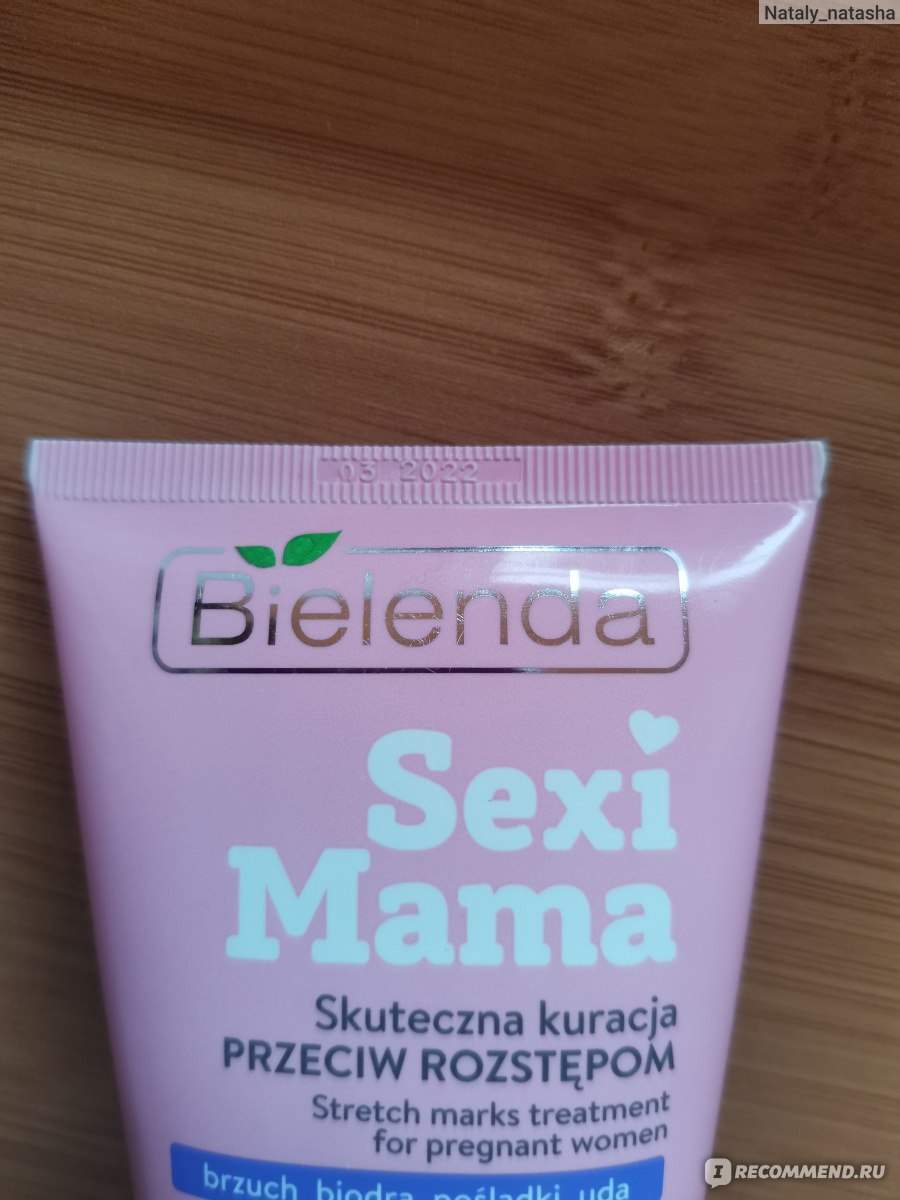 Nataly_natasha
03 2022
Bielenda
Sexi
Mama
Skuteczna kuracja
PRZECIW ROZSTĘPOM
Stretch marks treatment
for pregnant women
brzuch biodra pośladki uda
IRECOMMEND.RU